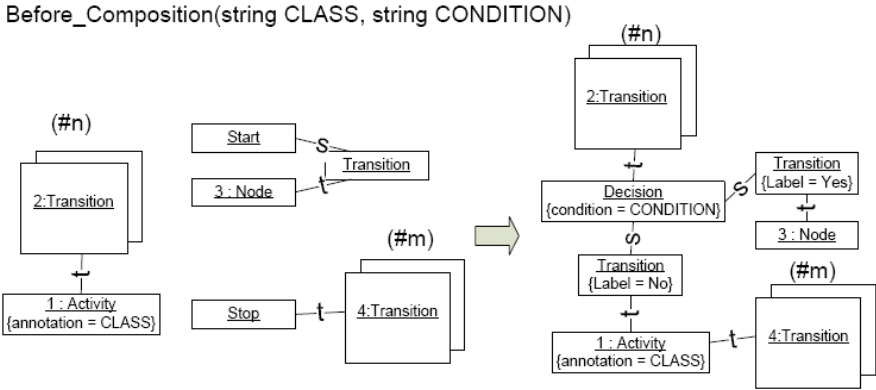 Before_Composition(string CLASS, string CONDITION)
(#n)
2:Transition
t
1 : Activity
{annotation = CLASS}
Start
s
Transition
3 : Node
t
(#m)
Stop
t
4:Transition
(#n)
2:Transition
t
Decision
{condition = CONDITION}
s
Transition
{Label = Yes}
t
3 : Node
s
Transition
{Label = No}
t
1 : Activity
{annotation = CLASS}
t
(#m)
4:Transition